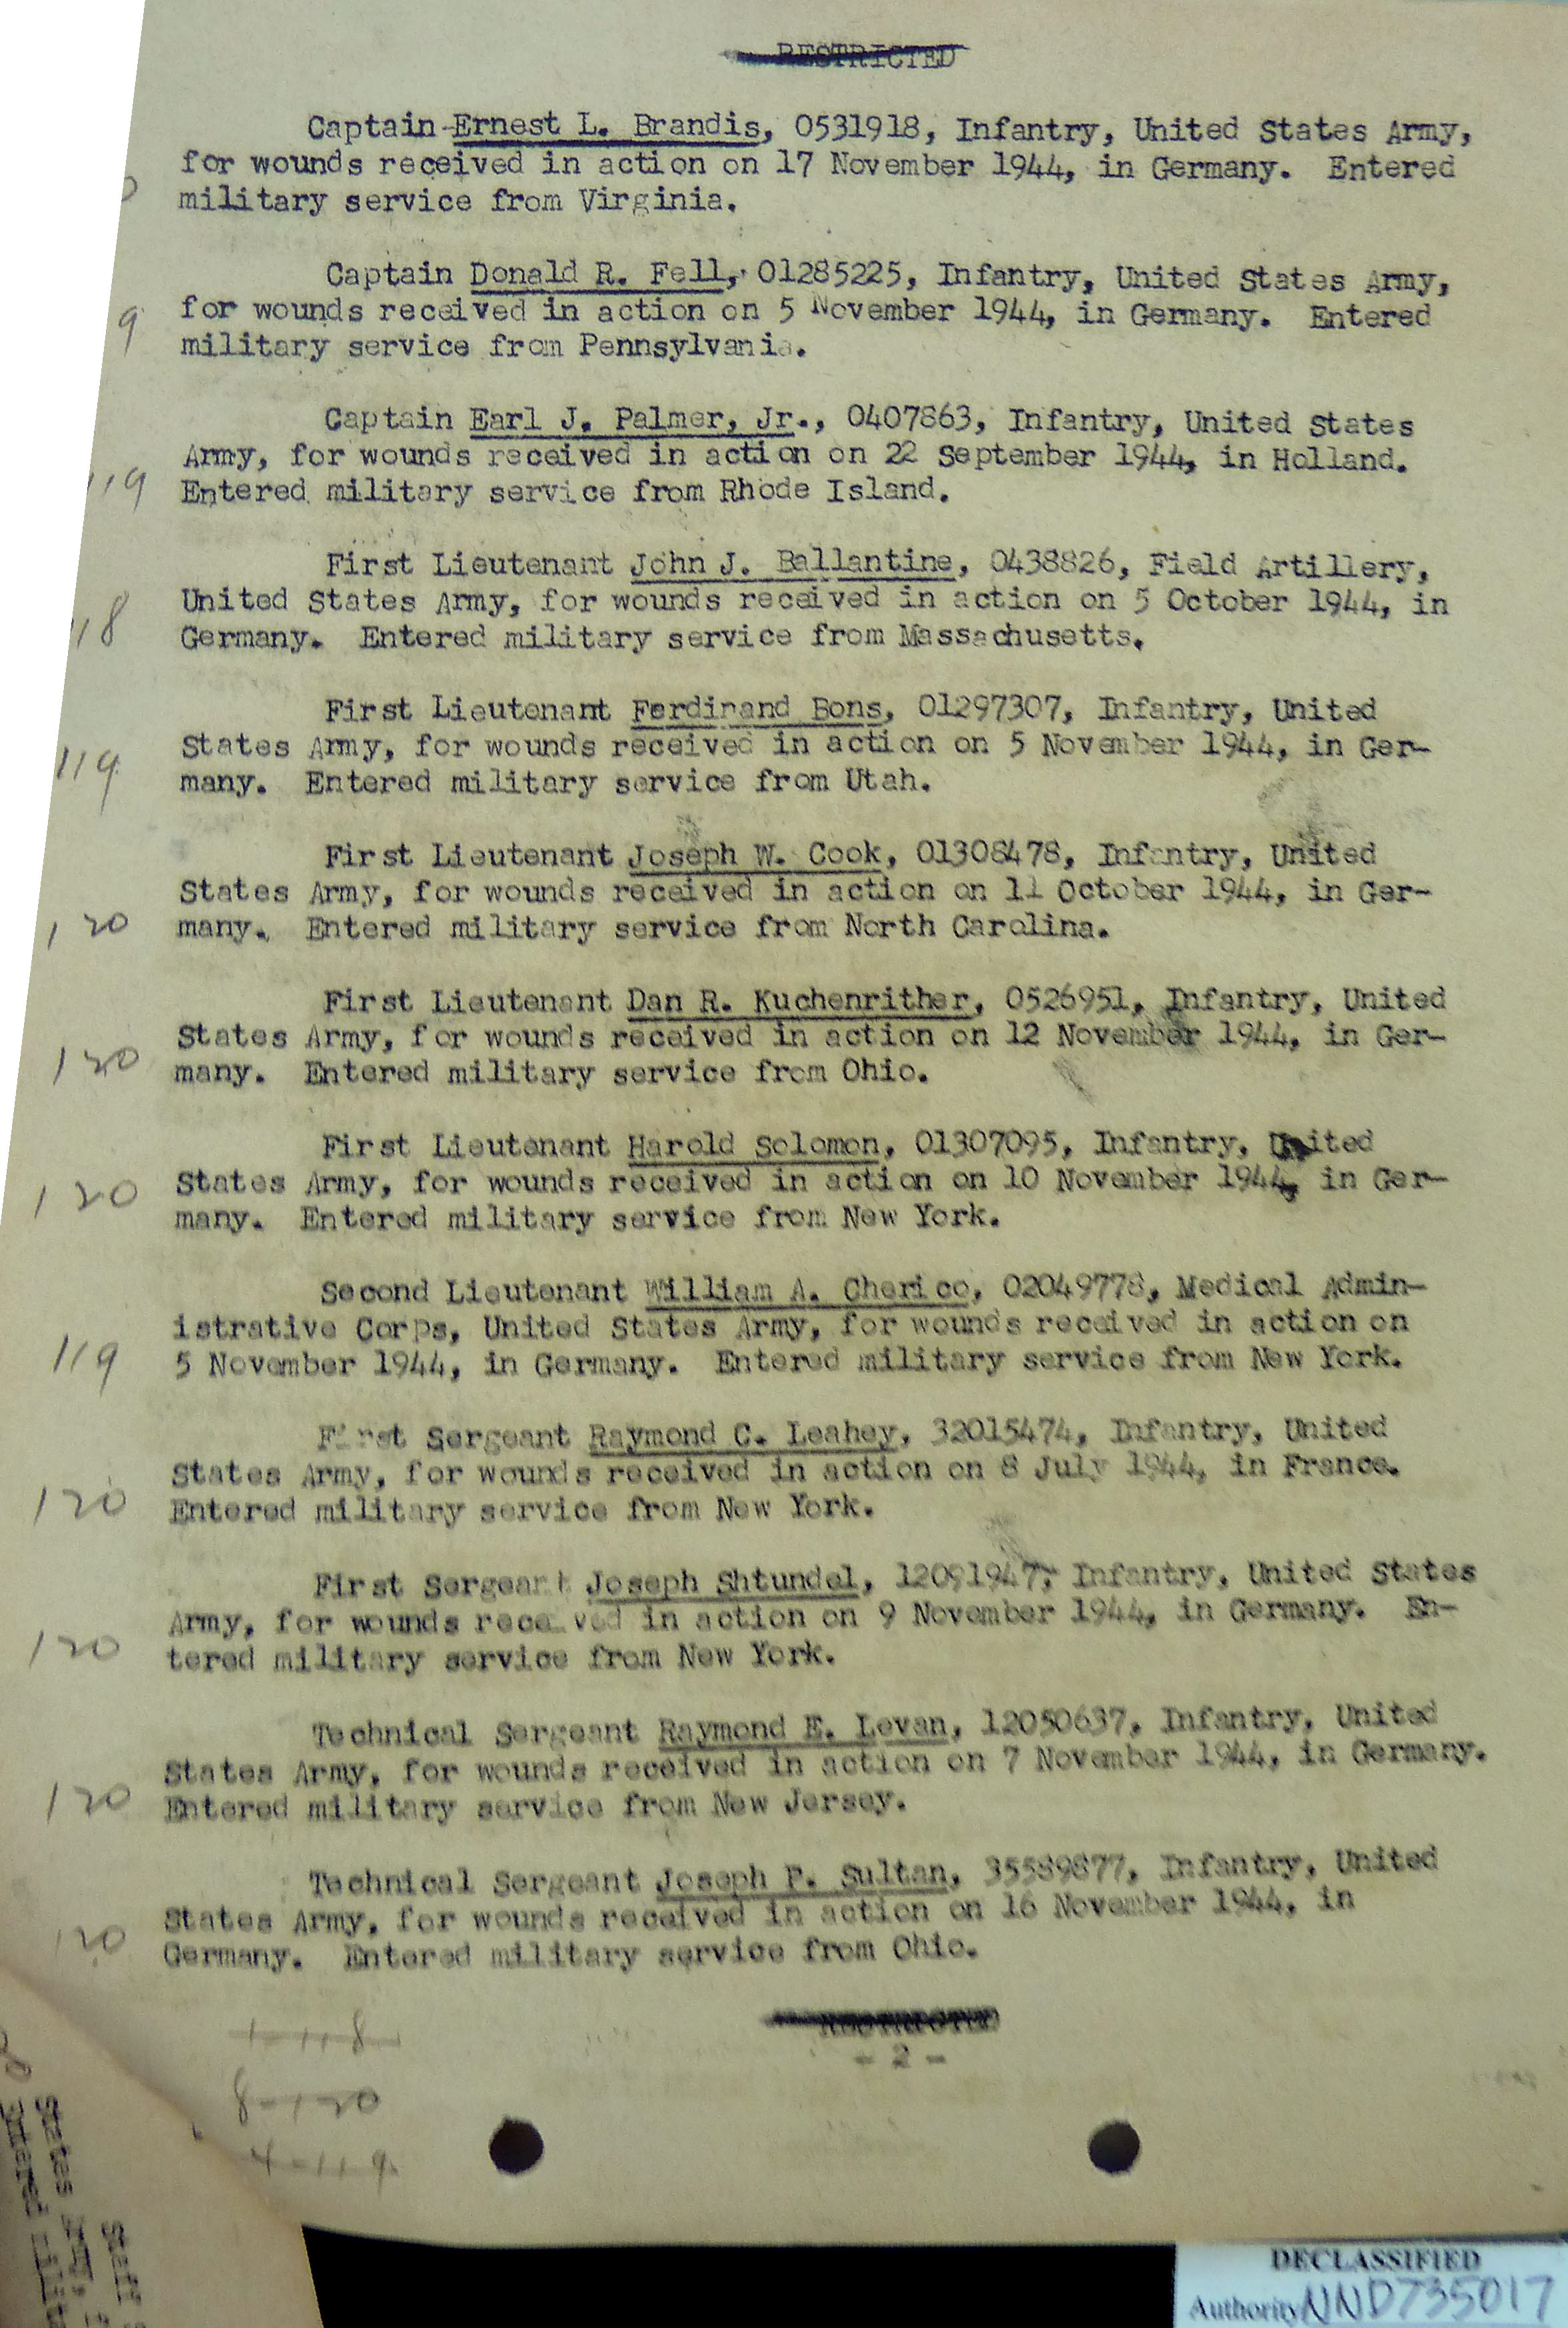 RESTRICTED
Captain Ernest L. Brandis, 0531918, Infantry, United States Army,
for wounds received in action on 17 November 1944, in Germany. Entered
military service from Virginia.
Captain Donald R. Fell, 01285225, Infantry, United States Army,
for wounds received in action on 5 November 1944, in Germany. Entered
9
military service from Pennsylvania.
Captain Earl J. Palmer, Jr., 0407863, Infantry, United States
Army, for wounds received in action on 22 September 1944, in Holland.
119
Entered military service from Rhode Island.
First Lieutenant John J. Ballantine, 0438826, Field Artillery,
United States Army, for wounds received in action on 5 October 1944, in
118
Germany. Entered military service from Massachusetts.
First Lieutenant Ferdinand Bons, 01297307, Infantry, United
States Army, for wounds received in action on 5 November 1944, in Ger-
119
many. Entered military service from Utah.
First Lieutenant Joseph W. Cook, 01308478, Infantry, United
States Army, for wounds received in action on 11 October 1944, in Ger-
120
many. Entered military service from North Carolina.
First Lieutenant Dan R. Kuchenrither, 0526951, Infantry, United
States Army, for wounds received in action on 12 November 1944, in Ger-
120
many. Entered military service from Ohio.
First Lieutenant Harold Solomon, 01307095, Infantry, United
States Army, for wounds received in action on 10 November 1944, in Ger-
120
many. Entered military service from New York.
Second Lieutenant William A. Cherico, 02049778, Medical Admin-
istrative Corps, United States Army, for wounds received in action on
119
5 November 1944, in Germany. Entered military service from New York.
First Sergeant Raymond C. Leahey, 32015474, Infantry, United
States Army, for wounds received in action on 8 July 1944, in France.
120
Entered military service from New York.
First Sergeant Joseph Shtundel, 12091947, Infantry, United States
Army, for wounds received in action on 9 November 1944, in Germany. En-
120
tered military service from New York.
Technical Sergeant Raymond E. Levan, 12050637, Infantry, United
States Army, for wounds received in action on 7 November 1944, in Germany.
120
Entered military service from New Jersey.
Technical Sergeant Joseph P. Sultan, 35589877, Infantry, United
States Army, for wounds received in action on 16 November 1944, in
120
Germany. Entered military service from Ohio.
RESTRICTED
- 2 -
1-118
8-120
4-119
States
Entered
DECLASSIFIED
Authority NND735017